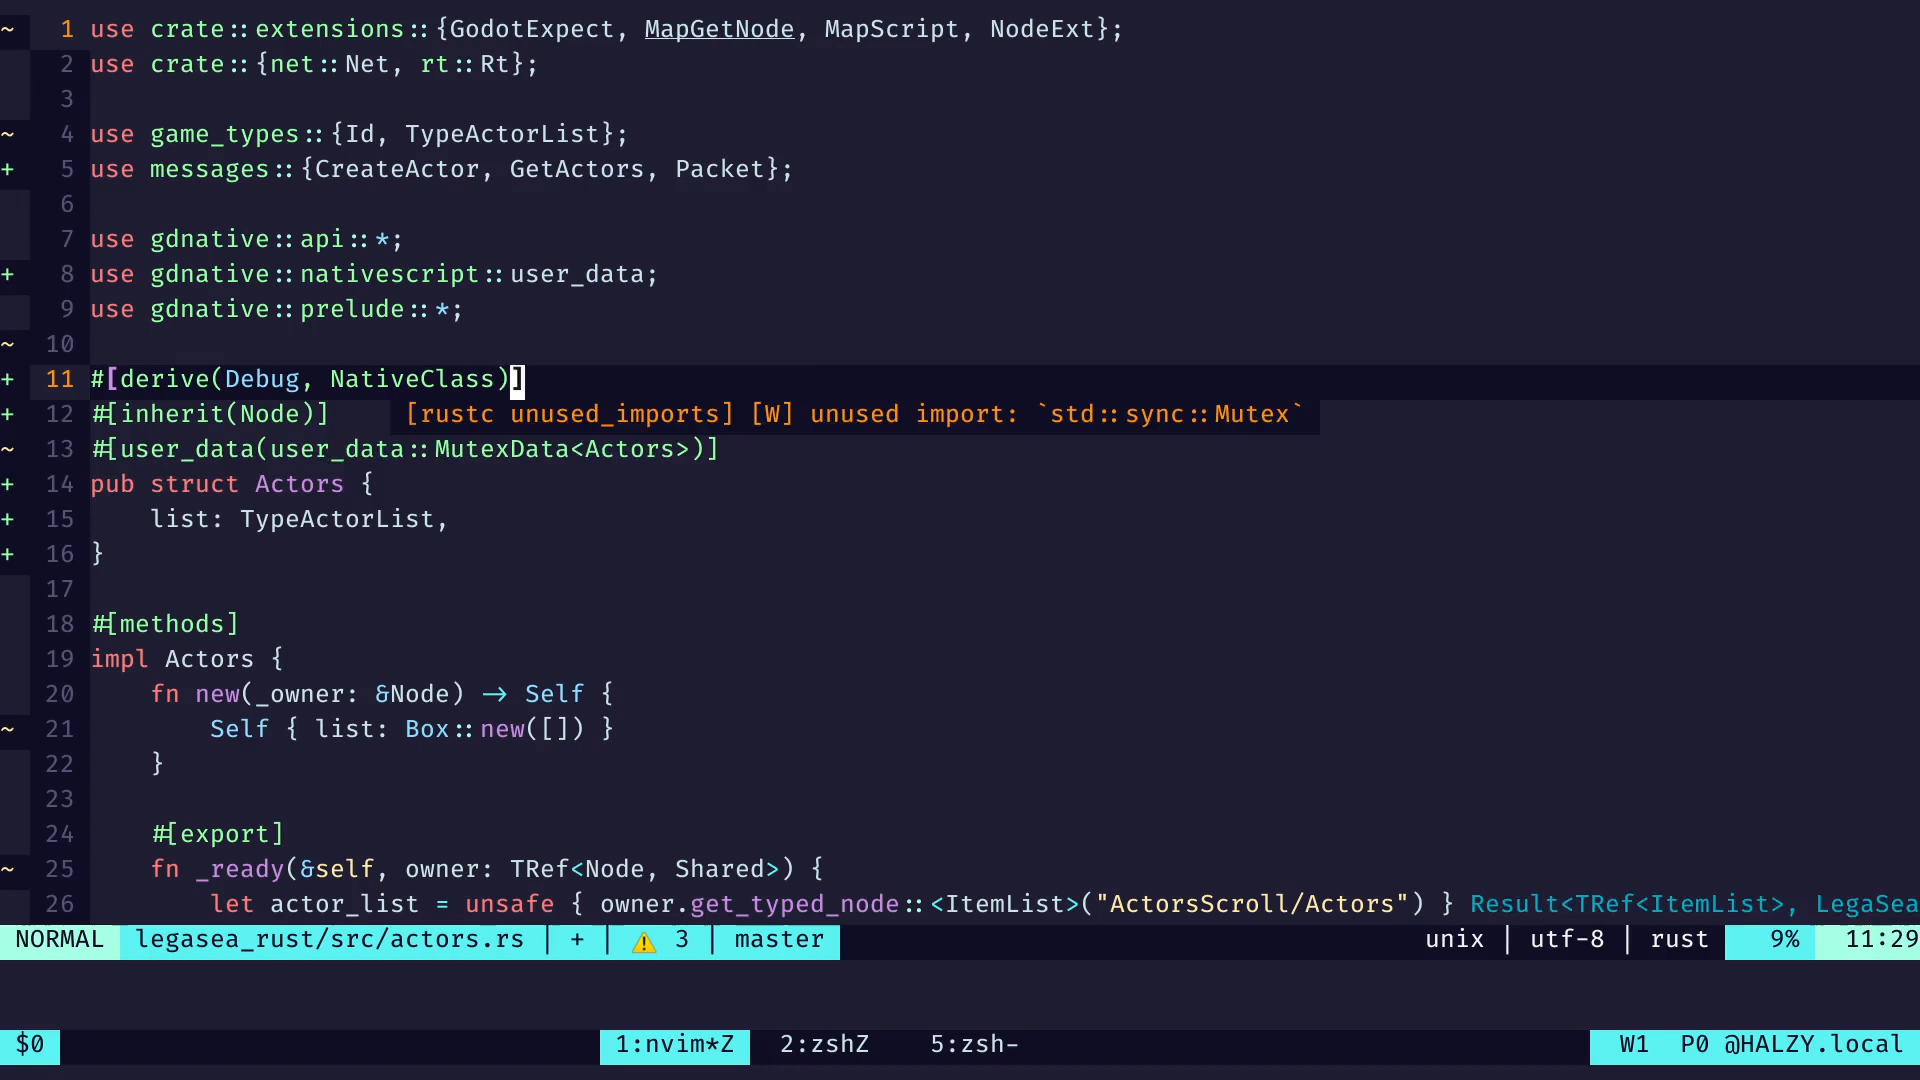 ~ 1 use crate::extensions::{GodotExpect, MapGetNode, MapScript, NodeExt};
2 use crate::{net::Net, rt::Rt};
3
~ 4 use game_types::{Id, TypeActorList};
+ 5 use messages::{CreateActor, GetActors, Packet};
6
7 use gdnative::api::*;
+ 8 use gdnative::nativescript::user_data;
9 use gdnative::prelude::*;
~ 10
+ 11 #[derive(Debug, NativeClass)]
+ 12 #[inherit(Node)] [rustc unused_imports] [W] unused import: `std::sync::Mutex`
~ 13 #[user_data(user_data::MutexData<Actors>)]
+ 14 pub struct Actors {
+ 15     list: TypeActorList,
+ 16 }
17
18 #[methods]
19 impl Actors {
20     fn new(_owner: &Node) -> Self {
~ 21         Self { list: Box::new([]) }
22     }
23
24     #[export]
~ 25     fn _ready(&self, owner: TRef<Node, Shared>) {
26         let actor_list = unsafe { owner.get_typed_node::<ItemList>("ActorsScroll/Actors") } Result<TRef<ItemList>, LegaSea
NORMAL legasea_rust/src/actors.rs | + | ⚠ 3 | master unix | utf-8 | rust 9% 11:29
$0 1:nvim*Z 2:zshZ 5:zsh- W1 P0 @HALZY.local